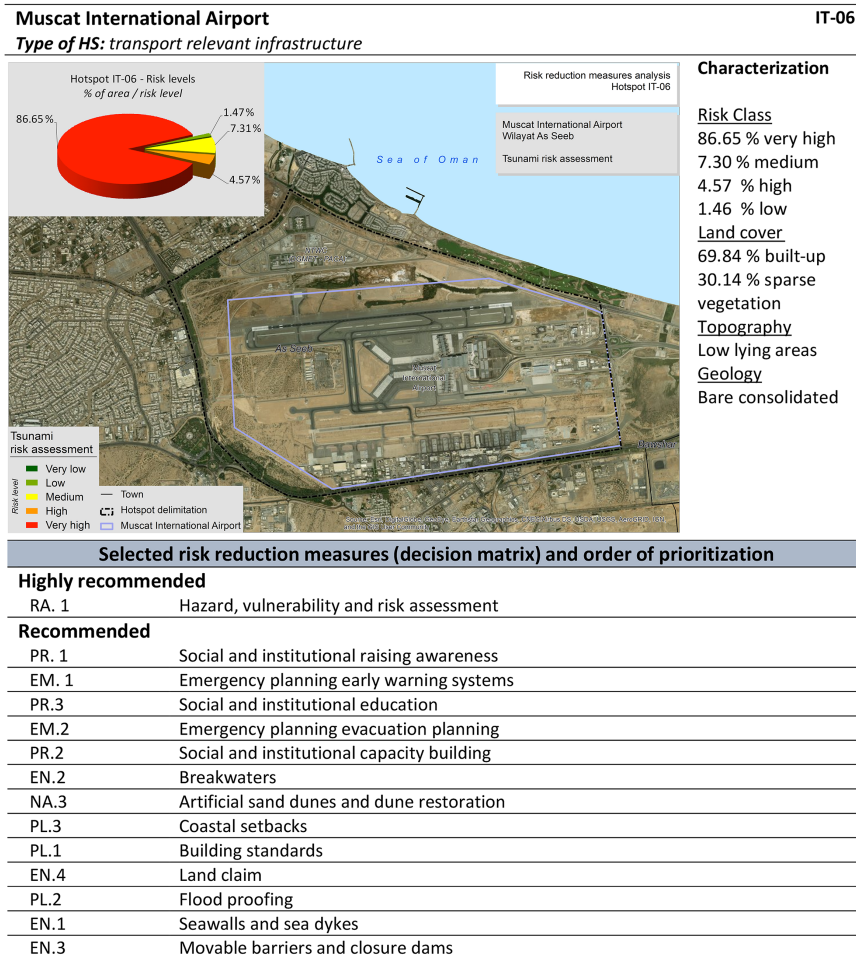 Muscat International Airport IT-06
Type of HS: transport relevant infrastructure
Hotspot IT-06 - Risk levels
% of area / risk level
86.65 %
1.47 %
7.31 %
4.57 %
Risk reduction measures analysis
Hotspot IT-06
Muscat International Airport
Wilayat As Seeb
Tsunami risk assessment
Sea of Oman
As Seeb
Muscat
International
Airport
Tsunami
risk assessment
Risk level
Very low
Low
Medium
High
Very high
Town
Hotspot delimitation
Muscat International Airport
Characterization
Risk Class
86.65 % very high
7.30 % medium
4.57 % high
1.46 % low
Land cover
69.84 % built-up
30.14 % sparse
vegetation
Topography
Low lying areas
Geology
Bare consolidated
Selected risk reduction measures (decision matrix) and order of prioritization
Highly recommended
RA. 1 Hazard, vulnerability and risk assessment
Recommended
PR. 1 Social and institutional raising awareness
EM. 1 Emergency planning early warning systems
PR.3 Social and institutional education
EM.2 Emergency planning evacuation planning
PR.2 Social and institutional capacity building
EN.2 Breakwaters
NA.3 Artificial sand dunes and dune restoration
PL.3 Coastal setbacks
PL.1 Building standards
EN.4 Land claim
PL.2 Flood proofing
EN.1 Seawalls and sea dykes
EN.3 Movable barriers and closure dams